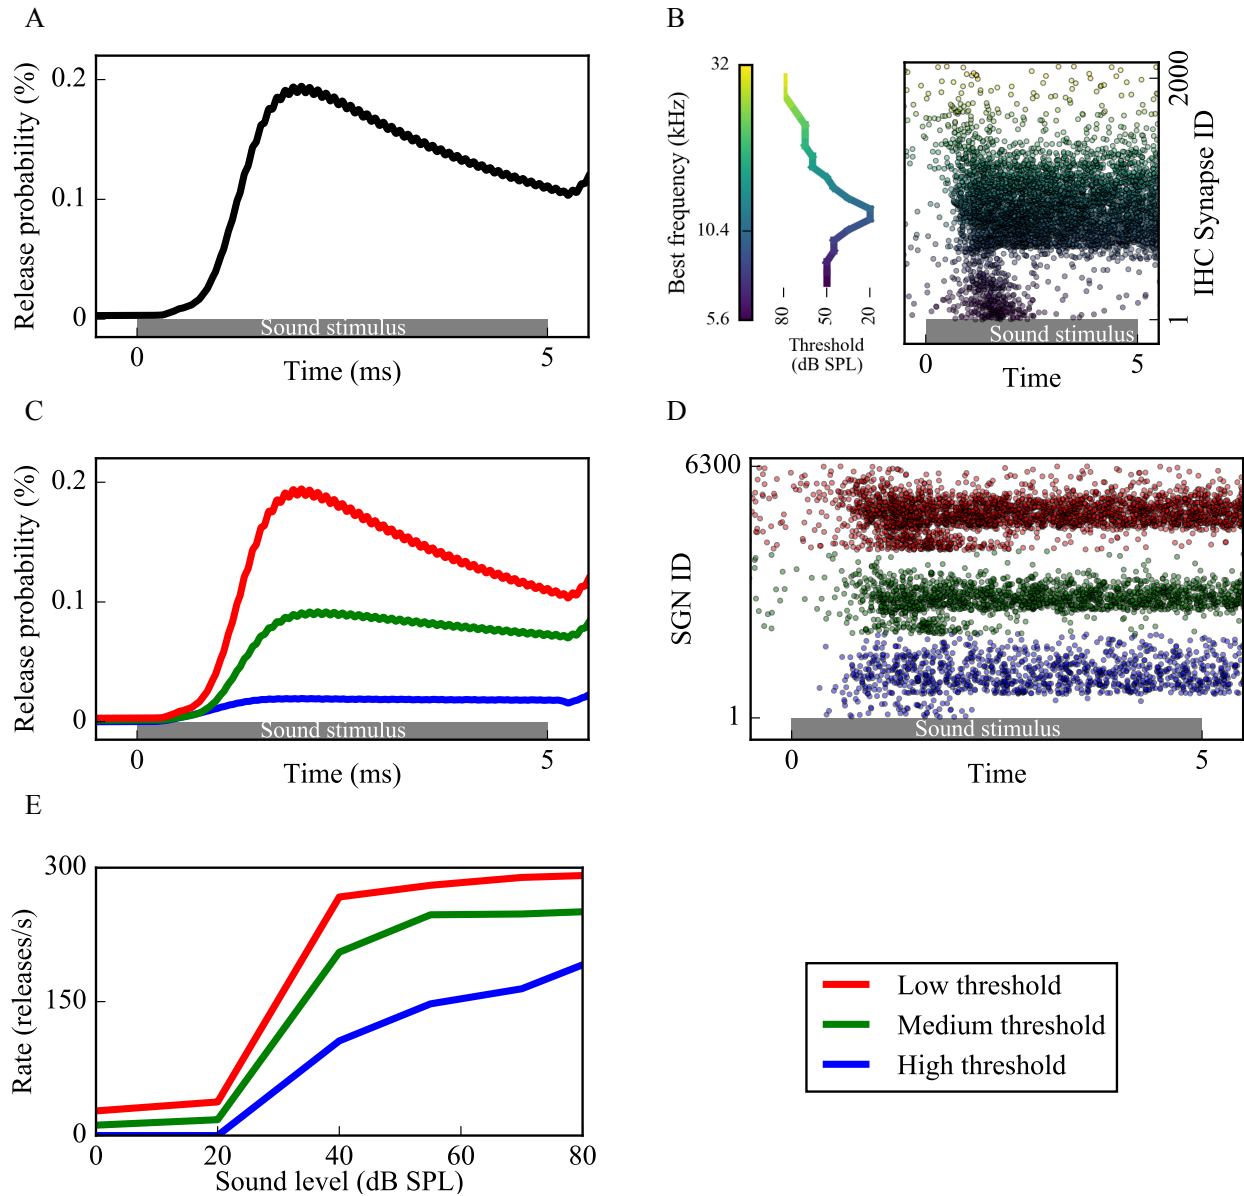 A
Release probability (%)
0.2
0.1
0
Sound stimulus
0
5
Time (ms)
B
Best frequency (kHz)
32
10.4
5.6
80
50
20
Threshold
(dB SPL)
2000
1
IHC Synapse ID
Sound stimulus
0
5
Time
C
Release probability (%)
0.2
0.1
0
Sound stimulus
0
5
Time (ms)
D
SGN ID
6300
1
Sound stimulus
0
5
Time
E
Rate (releases/s)
300
150
0
0
20
40
60
80
Sound level (dB SPL)
Low threshold
Medium threshold
High threshold